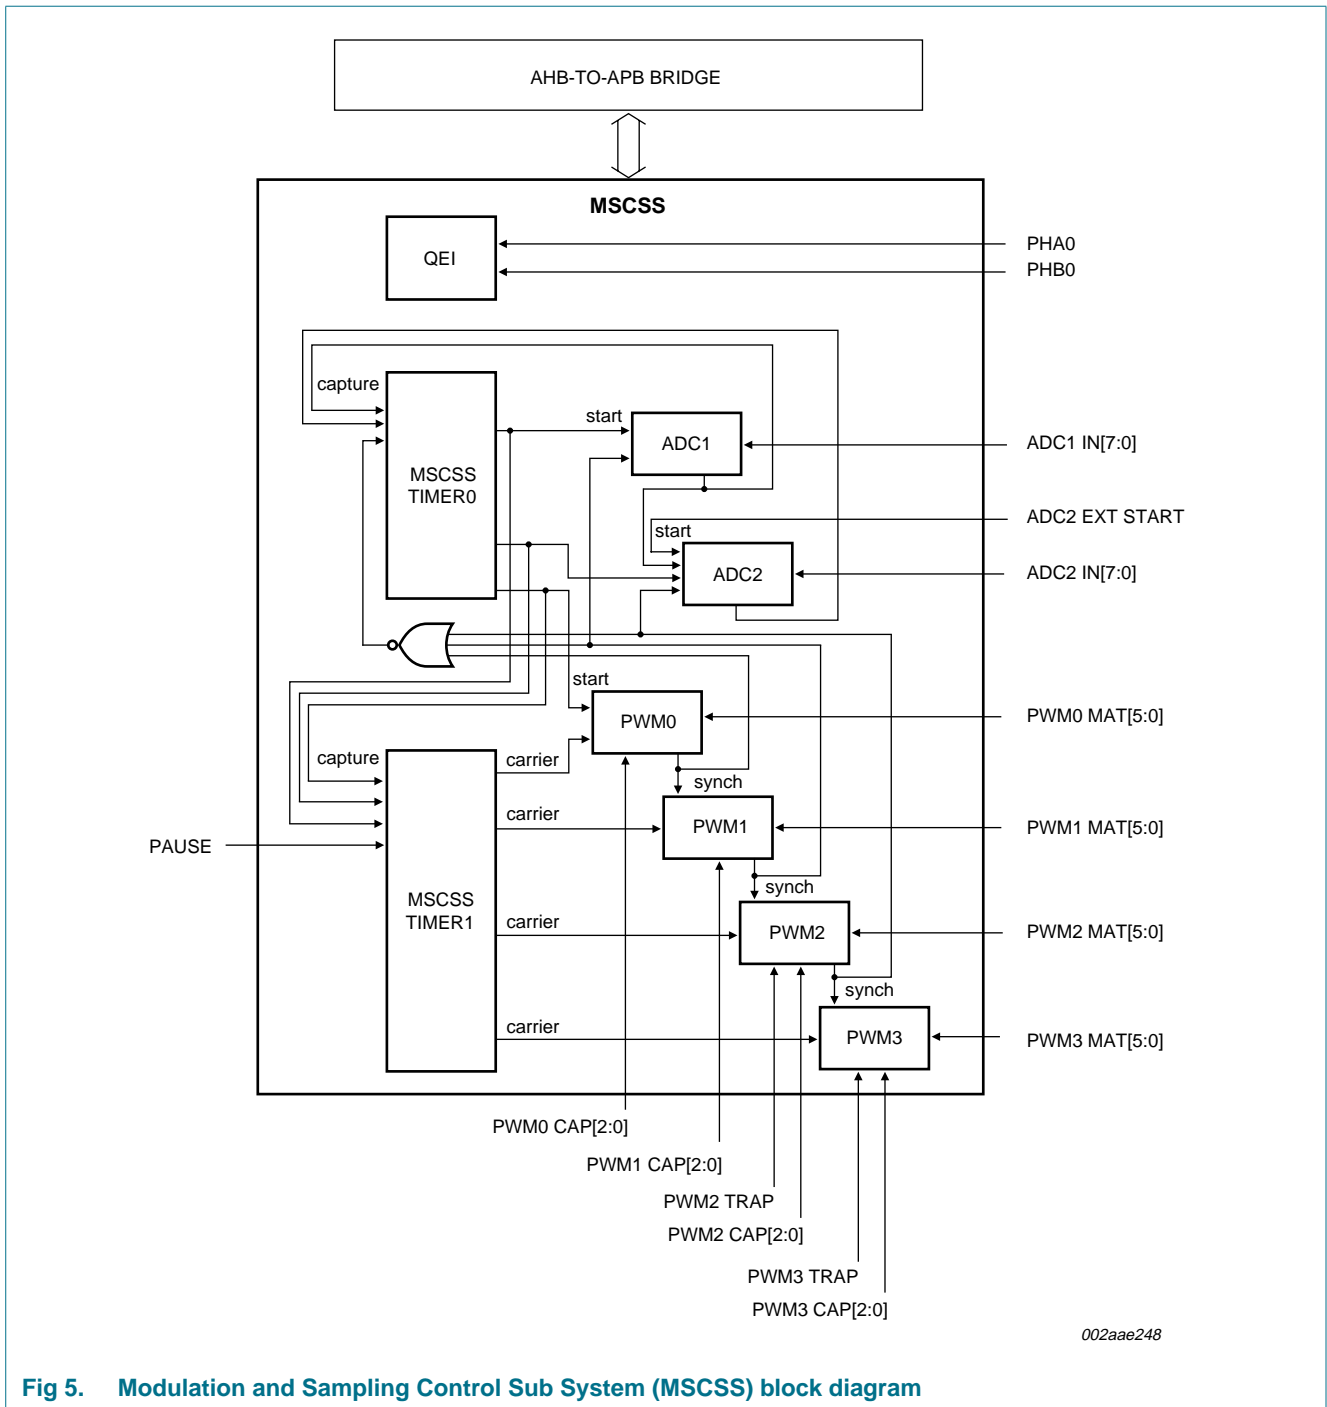 AHB-TO-APB BRIDGE
MSCSS
QEI
PHA0
PHB0
capture
MSCSS
TIMER0
start
ADC1
ADC1 IN[7:0]
ADC2 EXT START
start
ADC2
ADC2 IN[7:0]
start
PWM0
PWM0 MAT[5:0]
capture
carrier
synch
carrier
PWM1
PWM1 MAT[5:0]
PAUSE
MSCSS
TIMER1
synch
carrier
PWM2
PWM2 MAT[5:0]
synch
carrier
PWM3
PWM3 MAT[5:0]
PWM0 CAP[2:0]
PWM1 CAP[2:0]
PWM2 TRAP
PWM2 CAP[2:0]
PWM3 TRAP
PWM3 CAP[2:0]
002aae248
Fig 5. Modulation and Sampling Control Sub System (MSCSS) block diagram